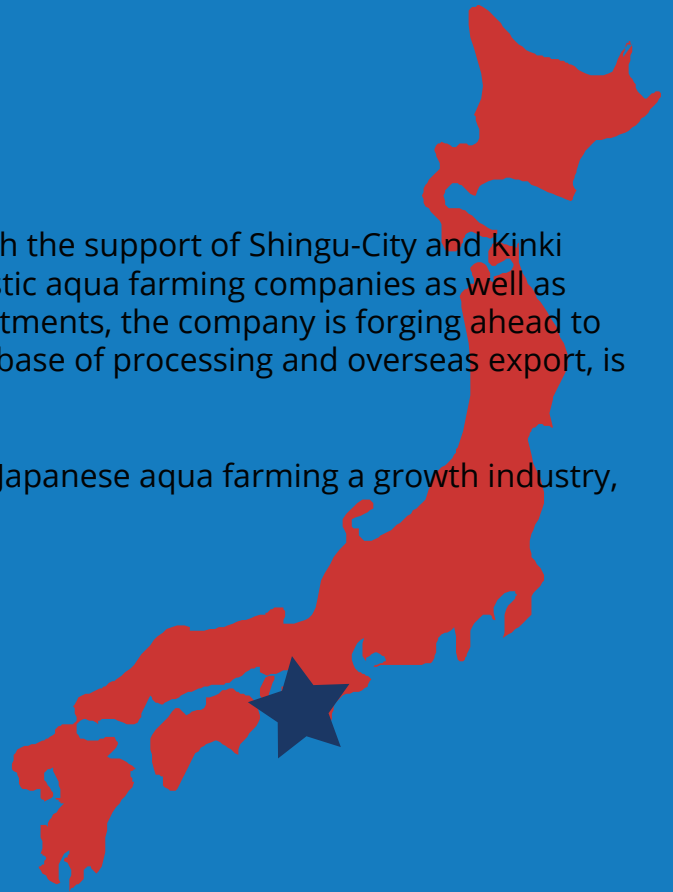 h the support of Shingu-City and Kinki
stic aqua farming companies as well as
tments, the company is forging ahead to
base of processing and overseas export, is
Japanese aqua farming a growth industry,